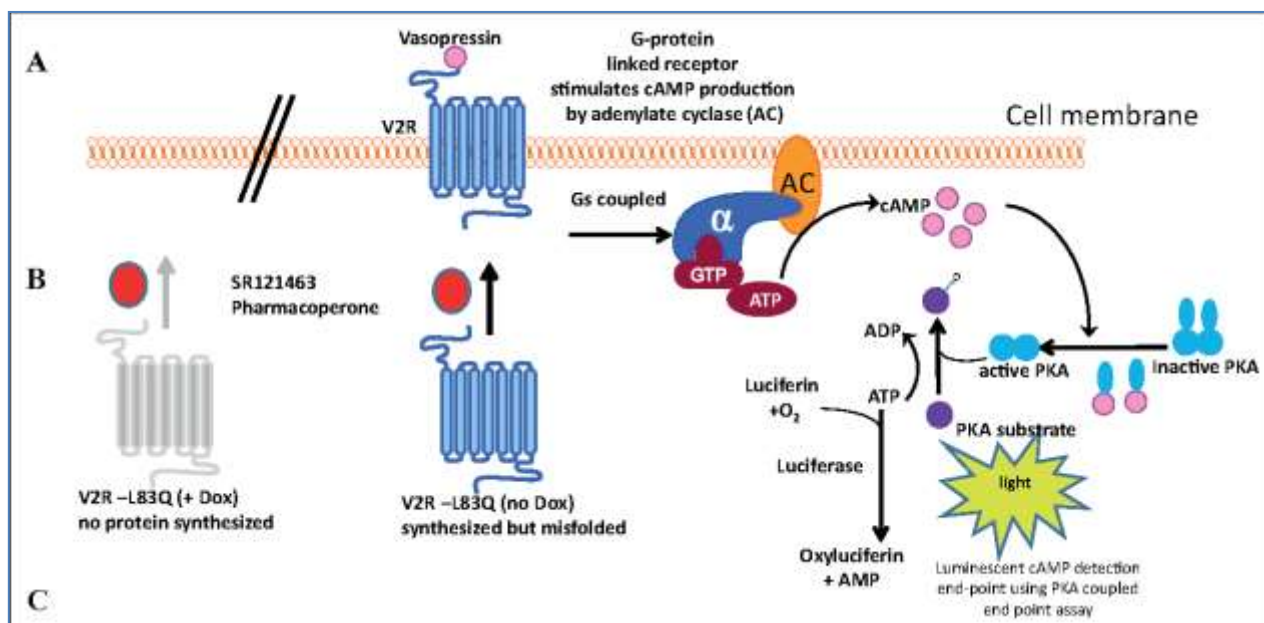 A
Vasopressin
V2R
G-protein
linked receptor
stimulates cAMP production
by adenylate cyclase (AC)
Cell membrane
Gs coupled
α
AC
GTP
ATP
cAMP
B
SR121463
Pharmacoperone
P
ADP
active PKA
Inactive PKA
Luciferin
+O2
ATP
PKA substrate
Luciferase
light
V2R –L83Q (+ Dox)
no protein synthesized
V2R –L83Q (no Dox)
synthesized but misfolded
Oxyluciferin
+ AMP
Luminescent cAMP detection
end-point using PKA coupled
end point assay
C